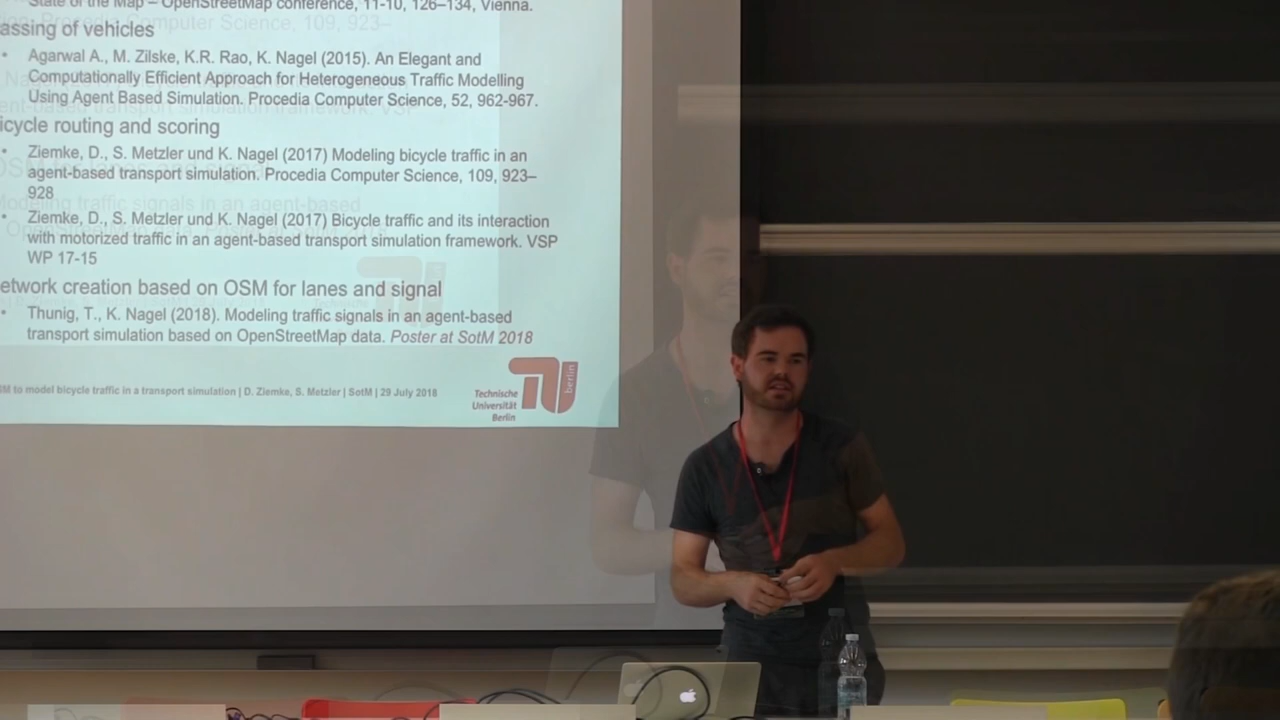 State of the Map – OpenStreetMap conference, 11-10, 126–134, Vienna.
assing of vehicles
• Agarwal A., M. Zilske, K.R. Rao, K. Nagel (2015). An Elegant and
Computationally Efficient Approach for Heterogeneous Traffic Modelling
Using Agent Based Simulation. Procedia Computer Science, 52, 962-967.
icycle routing and scoring
• Ziemke, D., S. Metzler und K. Nagel (2017) Modeling bicycle traffic in an
agent-based transport simulation. Procedia Computer Science, 109, 923–
928
• Ziemke, D., S. Metzler und K. Nagel (2017) Bicycle traffic and its interaction
with motorized traffic in an agent-based transport simulation framework. VSP
WP 17-15
etwork creation based on OSM for lanes and signal
• Thunig, T., K. Nagel (2018). Modeling traffic signals in an agent-based
transport simulation based on OpenStreetMap data. Poster at SotM 2018
SM to model bicycle traffic in a transport simulation | D. Ziemke, S. Metzler | SotM | 29 July 2018
Technische
Universität
Berlin
berlin